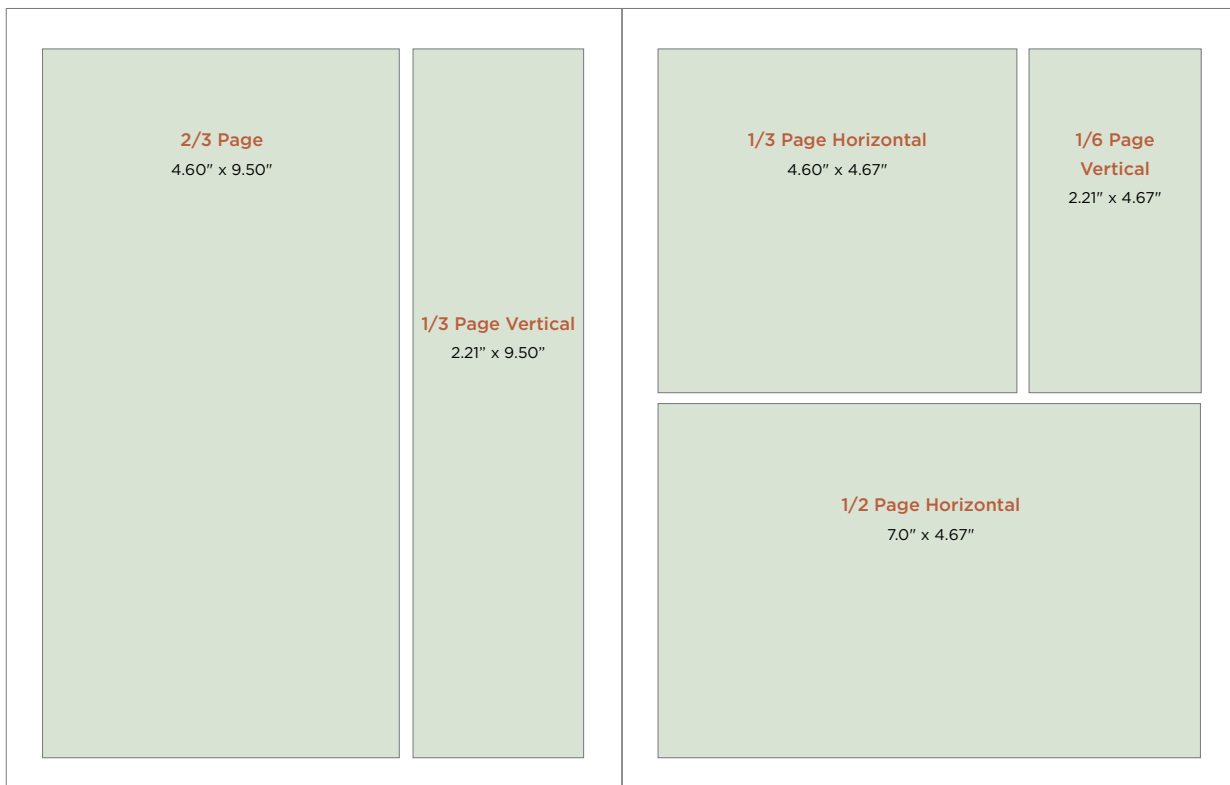 2/3 Page
4.60" x 9.50"
1/3 Page Vertical
2.21” x 9.50”
1/3 Page Horizontal
4.60" x 4.67"
1/6 Page
Vertical
2.21" x 4.67"
1/2 Page Horizontal
7.0" x 4.67"